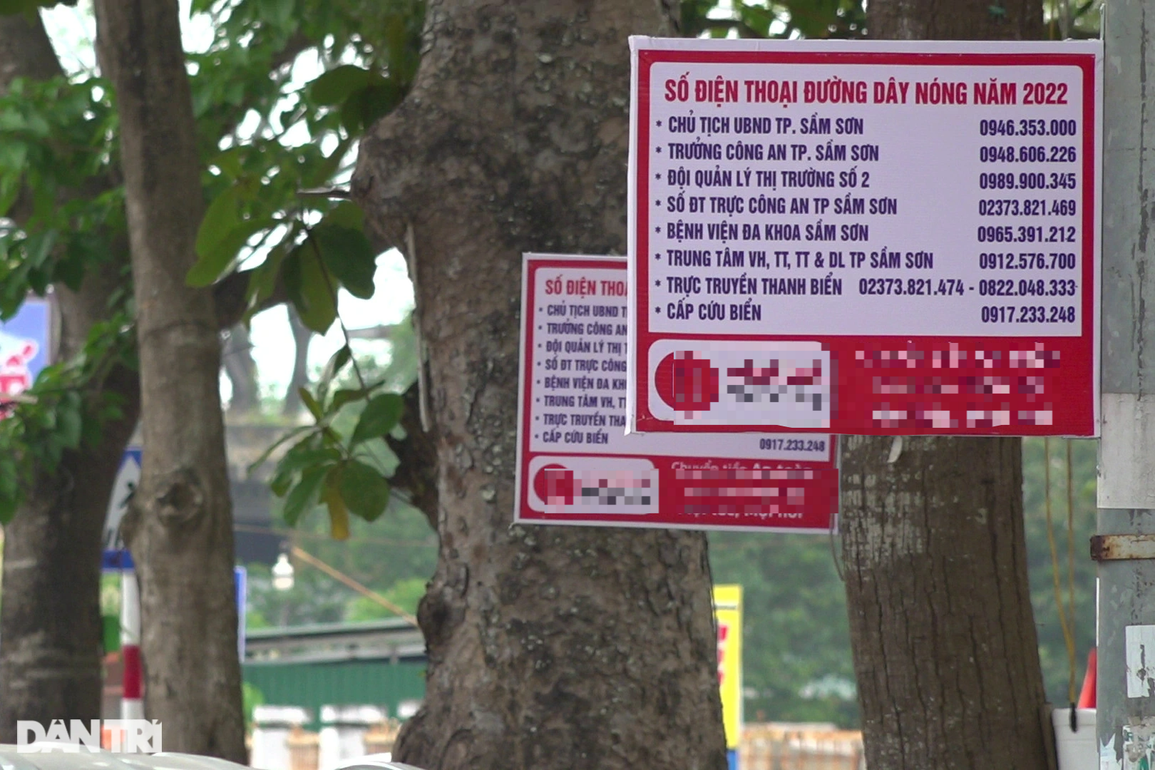 SỐ ĐIỆN THOẠI ĐƯỜNG DÂY NÓNG NĂM 2022
* CHỦ TỊCH UBND TP. SẦM SƠN 0946.353.000
* TRƯỞNG CÔNG AN TP. SẦM SƠN 0948.606.226
* ĐỘI QUẢN LÝ THỊ TRƯỜNG SỐ 2 0989.900.345
* SỐ ĐT TRỰC CÔNG AN TP SẦM SƠN 02373.821.469
* BỆNH VIỆN ĐA KHOA SẦM SƠN 0965.391.212
* TRUNG TÂM VH, TT, TT & DL TP SẦM SƠN 0912.576.700
* TRỰC TRUYỀN THANH BIỂN 02373.821.474 - 0822.048.333
* CẤP CỨU BIỂN 0917.233.248
SỐ ĐIỆN THOẠ
* CHỦ TỊCH UBND T
* TRƯỞNG CÔNG AN
* ĐỘI QUẢN LÝ THỊ T
* SỐ ĐT TRỰC CÔNG
* BỆNH VIỆN ĐA KH
* TRUNG TÂM VH, TT
* TRỰC TRUYỀN THA
* CẤP CỨU BIỂN 0917.233.248
DÂN TRÍ